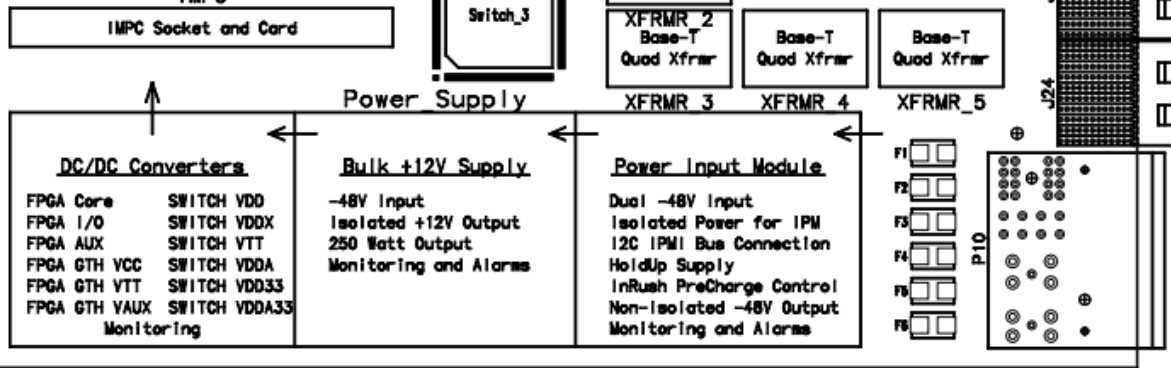 IMPC Socket and Card
Switch_3
XFRMR_2
Base-T
Quad Xfrmr
Base-T
Quad Xfrmr
Base-T
Quad Xfrmr
XFRMR_3
XFRMR_4
XFRMR_5
J24
Power_Supply
DC/DC Converters
FPGA Core SWITCH VDD
FPGA I/O SWITCH VDDX
FPGA AUX SWITCH VTT
FPGA GTH VCC SWITCH VDDA
FPGA GTH VTT SWITCH VDD33
FPGA GTH VAUX SWITCH VDDA33
Monitoring
Bulk +12V Supply
-48V Input
Isolated +12V Output
250 Watt Output
Monitoring and Alarms
Power Input Module
Dual -48V Input
Isolated Power for IPM
I2C IPMI Bus Connection
HoldUp Supply
InRush PreCharge Control
Non-Isolated -48V Output
Monitoring and Alarms
F1
F2
F3
F4
F5
F6
P10